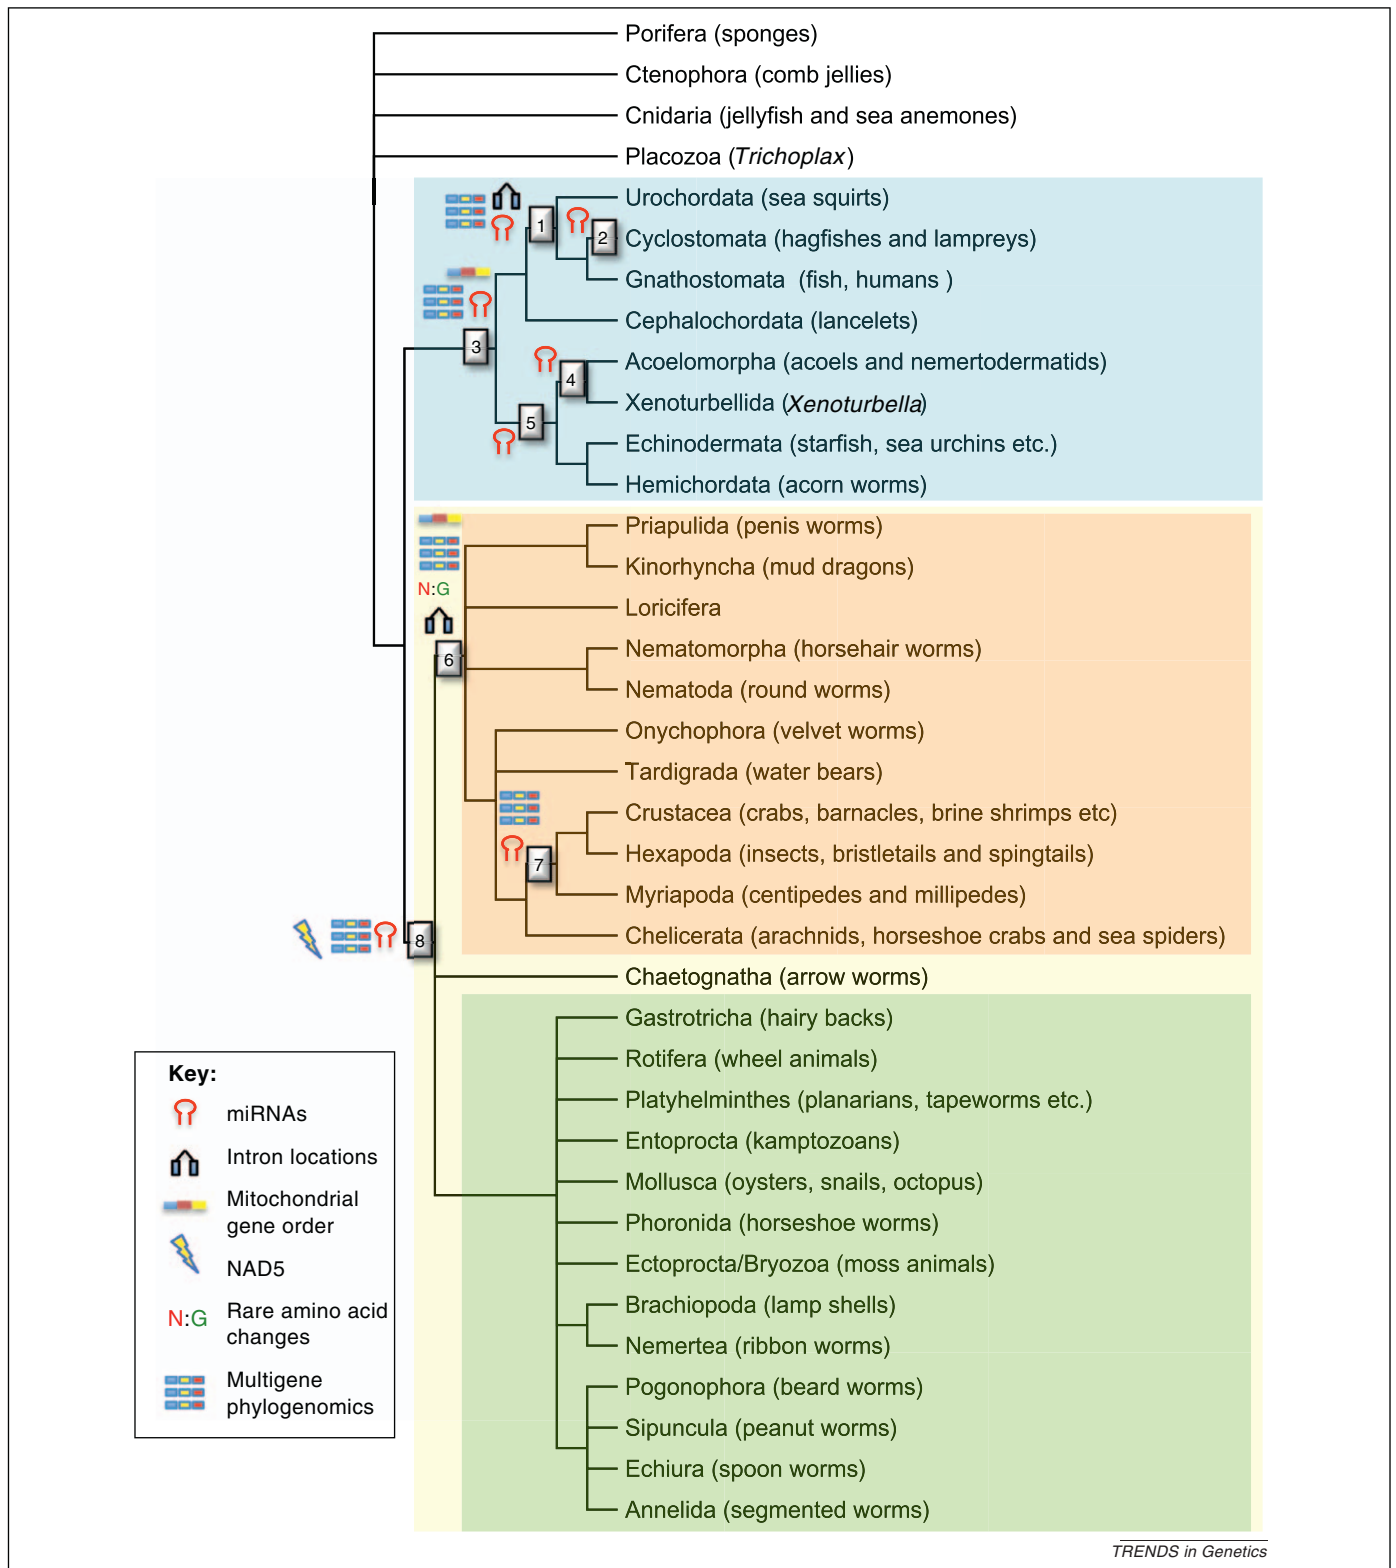 Porifera (sponges)
Ctenophora (comb jellies)
Cnidaria (jellyfish and sea anemones)
Placozoa (Trichoplax)
Urochordata (sea squirts)
1
2
Cyclostomata (hagfishes and lampreys)
Gnathostomata (fish, humans )
Cephalochordata (lancelets)
3
Acoelomorpha (acoels and nemertodermatids)
4
Xenoturbellida (Xenoturbella)
5
Echinodermata (starfish, sea urchins etc.)
Hemichordata (acorn worms)
Priapulida (penis worms)
Kinorhyncha (mud dragons)
N:G
Loricifera
Nematomorpha (horsehair worms)
6
Nematoda (round worms)
Onychophora (velvet worms)
Tardigrada (water bears)
Crustacea (crabs, barnacles, brine shrimps etc)
Hexapoda (insects, bristletails and spingtails)
7
Myriapoda (centipedes and millipedes)
Chelicerata (arachnids, horseshoe crabs and sea spiders)
8
Chaetognatha (arrow worms)
Gastrotricha (hairy backs)
Rotifera (wheel animals)
Platyhelminthes (planarians, tapeworms etc.)
Entoprocta (kamptozoans)
Mollusca (oysters, snails, octopus)
Phoronida (horseshoe worms)
Ectoprocta/Bryozoa (moss animals)
Brachiopoda (lamp shells)
Nemertea (ribbon worms)
Pogonophora (beard worms)
Sipuncula (peanut worms)
Echiura (spoon worms)
Annelida (segmented worms)
Key:
miRNAs
Intron locations
Mitochondrial
gene order
NAD5
N:G
Rare amino acid
changes
Multigene
phylogenomics
TRENDS in Genetics